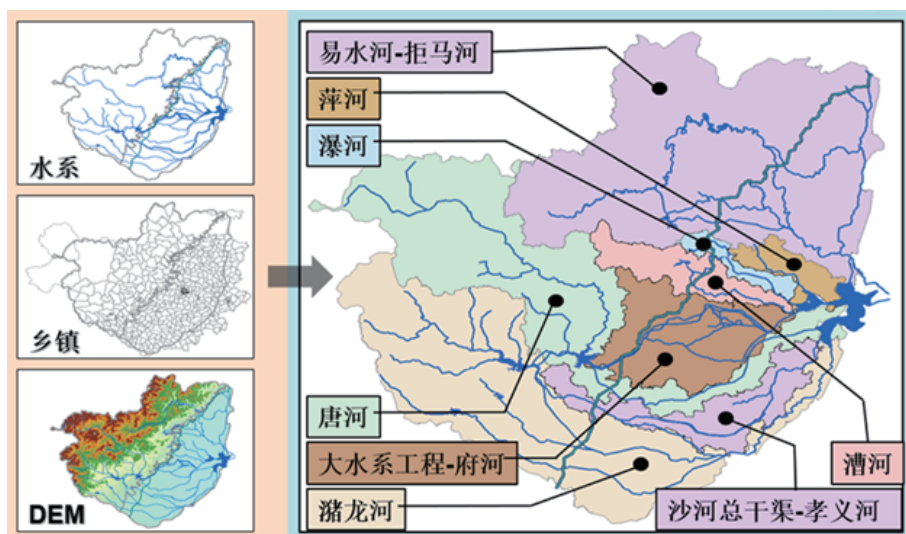 水系
乡镇
DEM
易水河-拒马河
萍河
瀑河
唐河
大水系工程-府河
潴龙河
漕河
沙河总干渠-孝义河